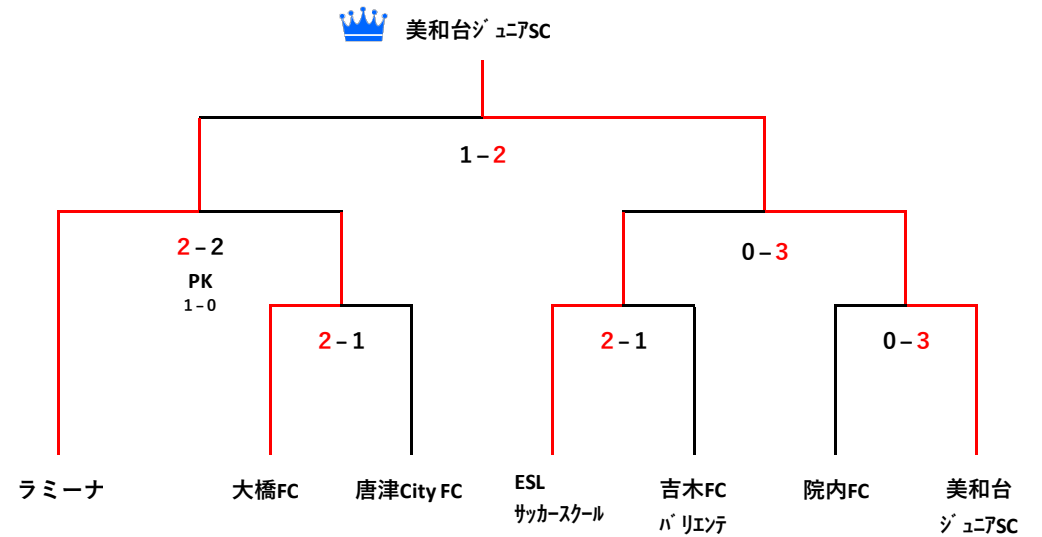 美和台ｼﾞｭﾆｱSC
1 – 2
2 – 2
PK
1 – 0
0 – 3
2 – 1
2 – 1
0 – 3
ラミーナ
大橋FC
唐津City FC
ESL
ｻｯｶｰｽｸｰﾙ
吉木FC
ﾊﾞﾘｴﾝﾃ
院内FC
美和台
ｼﾞｭﾆｱSC